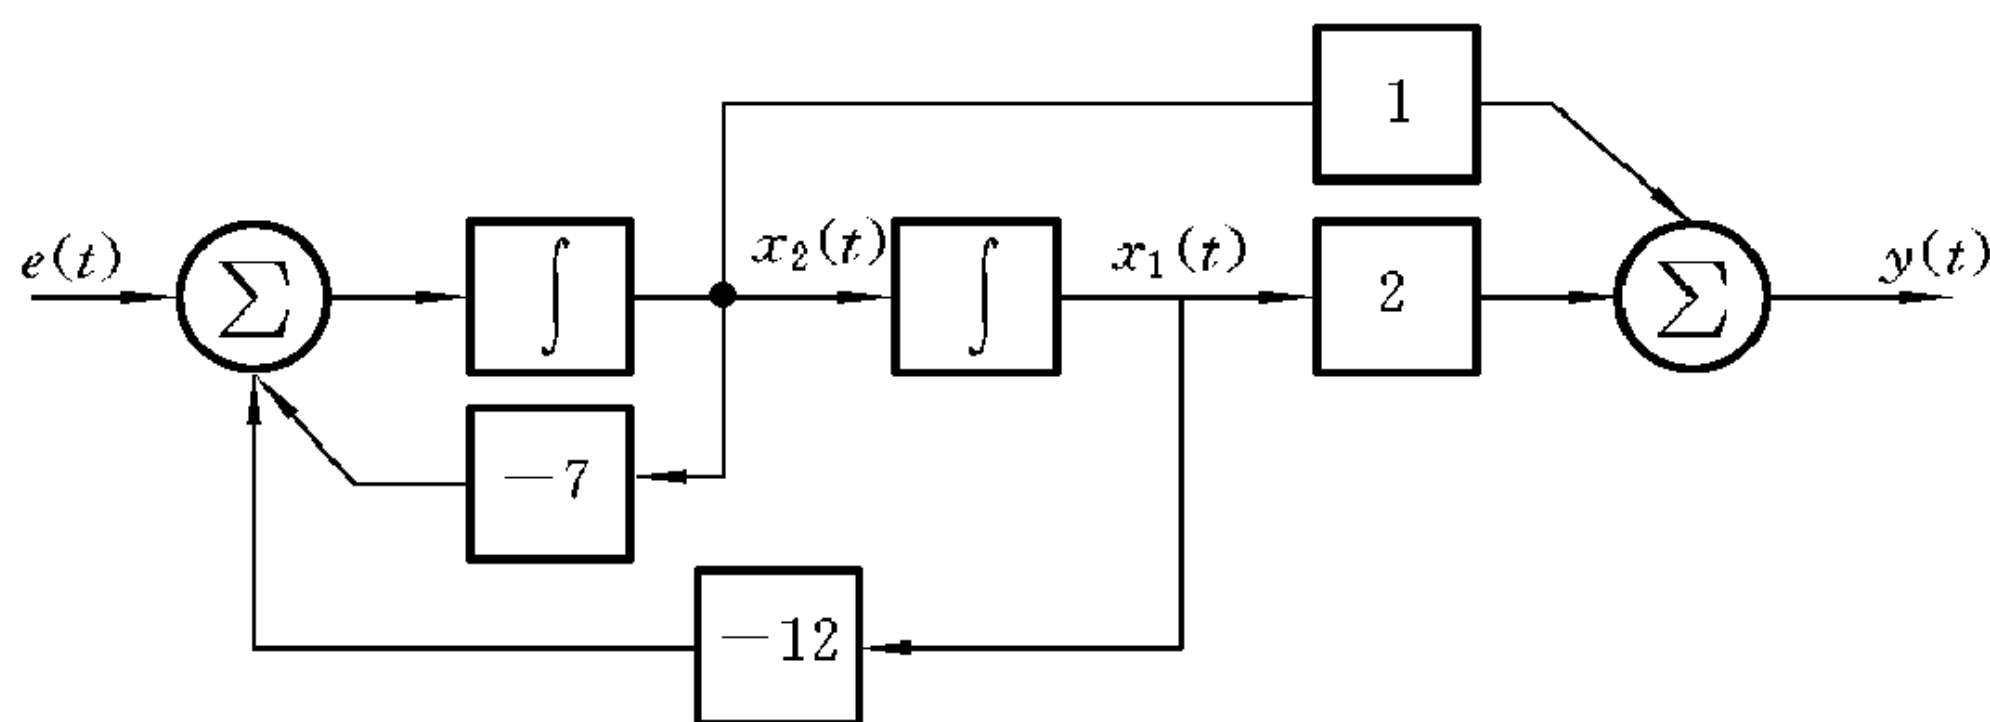 1
e(t)
∑
∫
x₂(t)
∫
x₁(t)
2
∑
y(t)
−7
−12